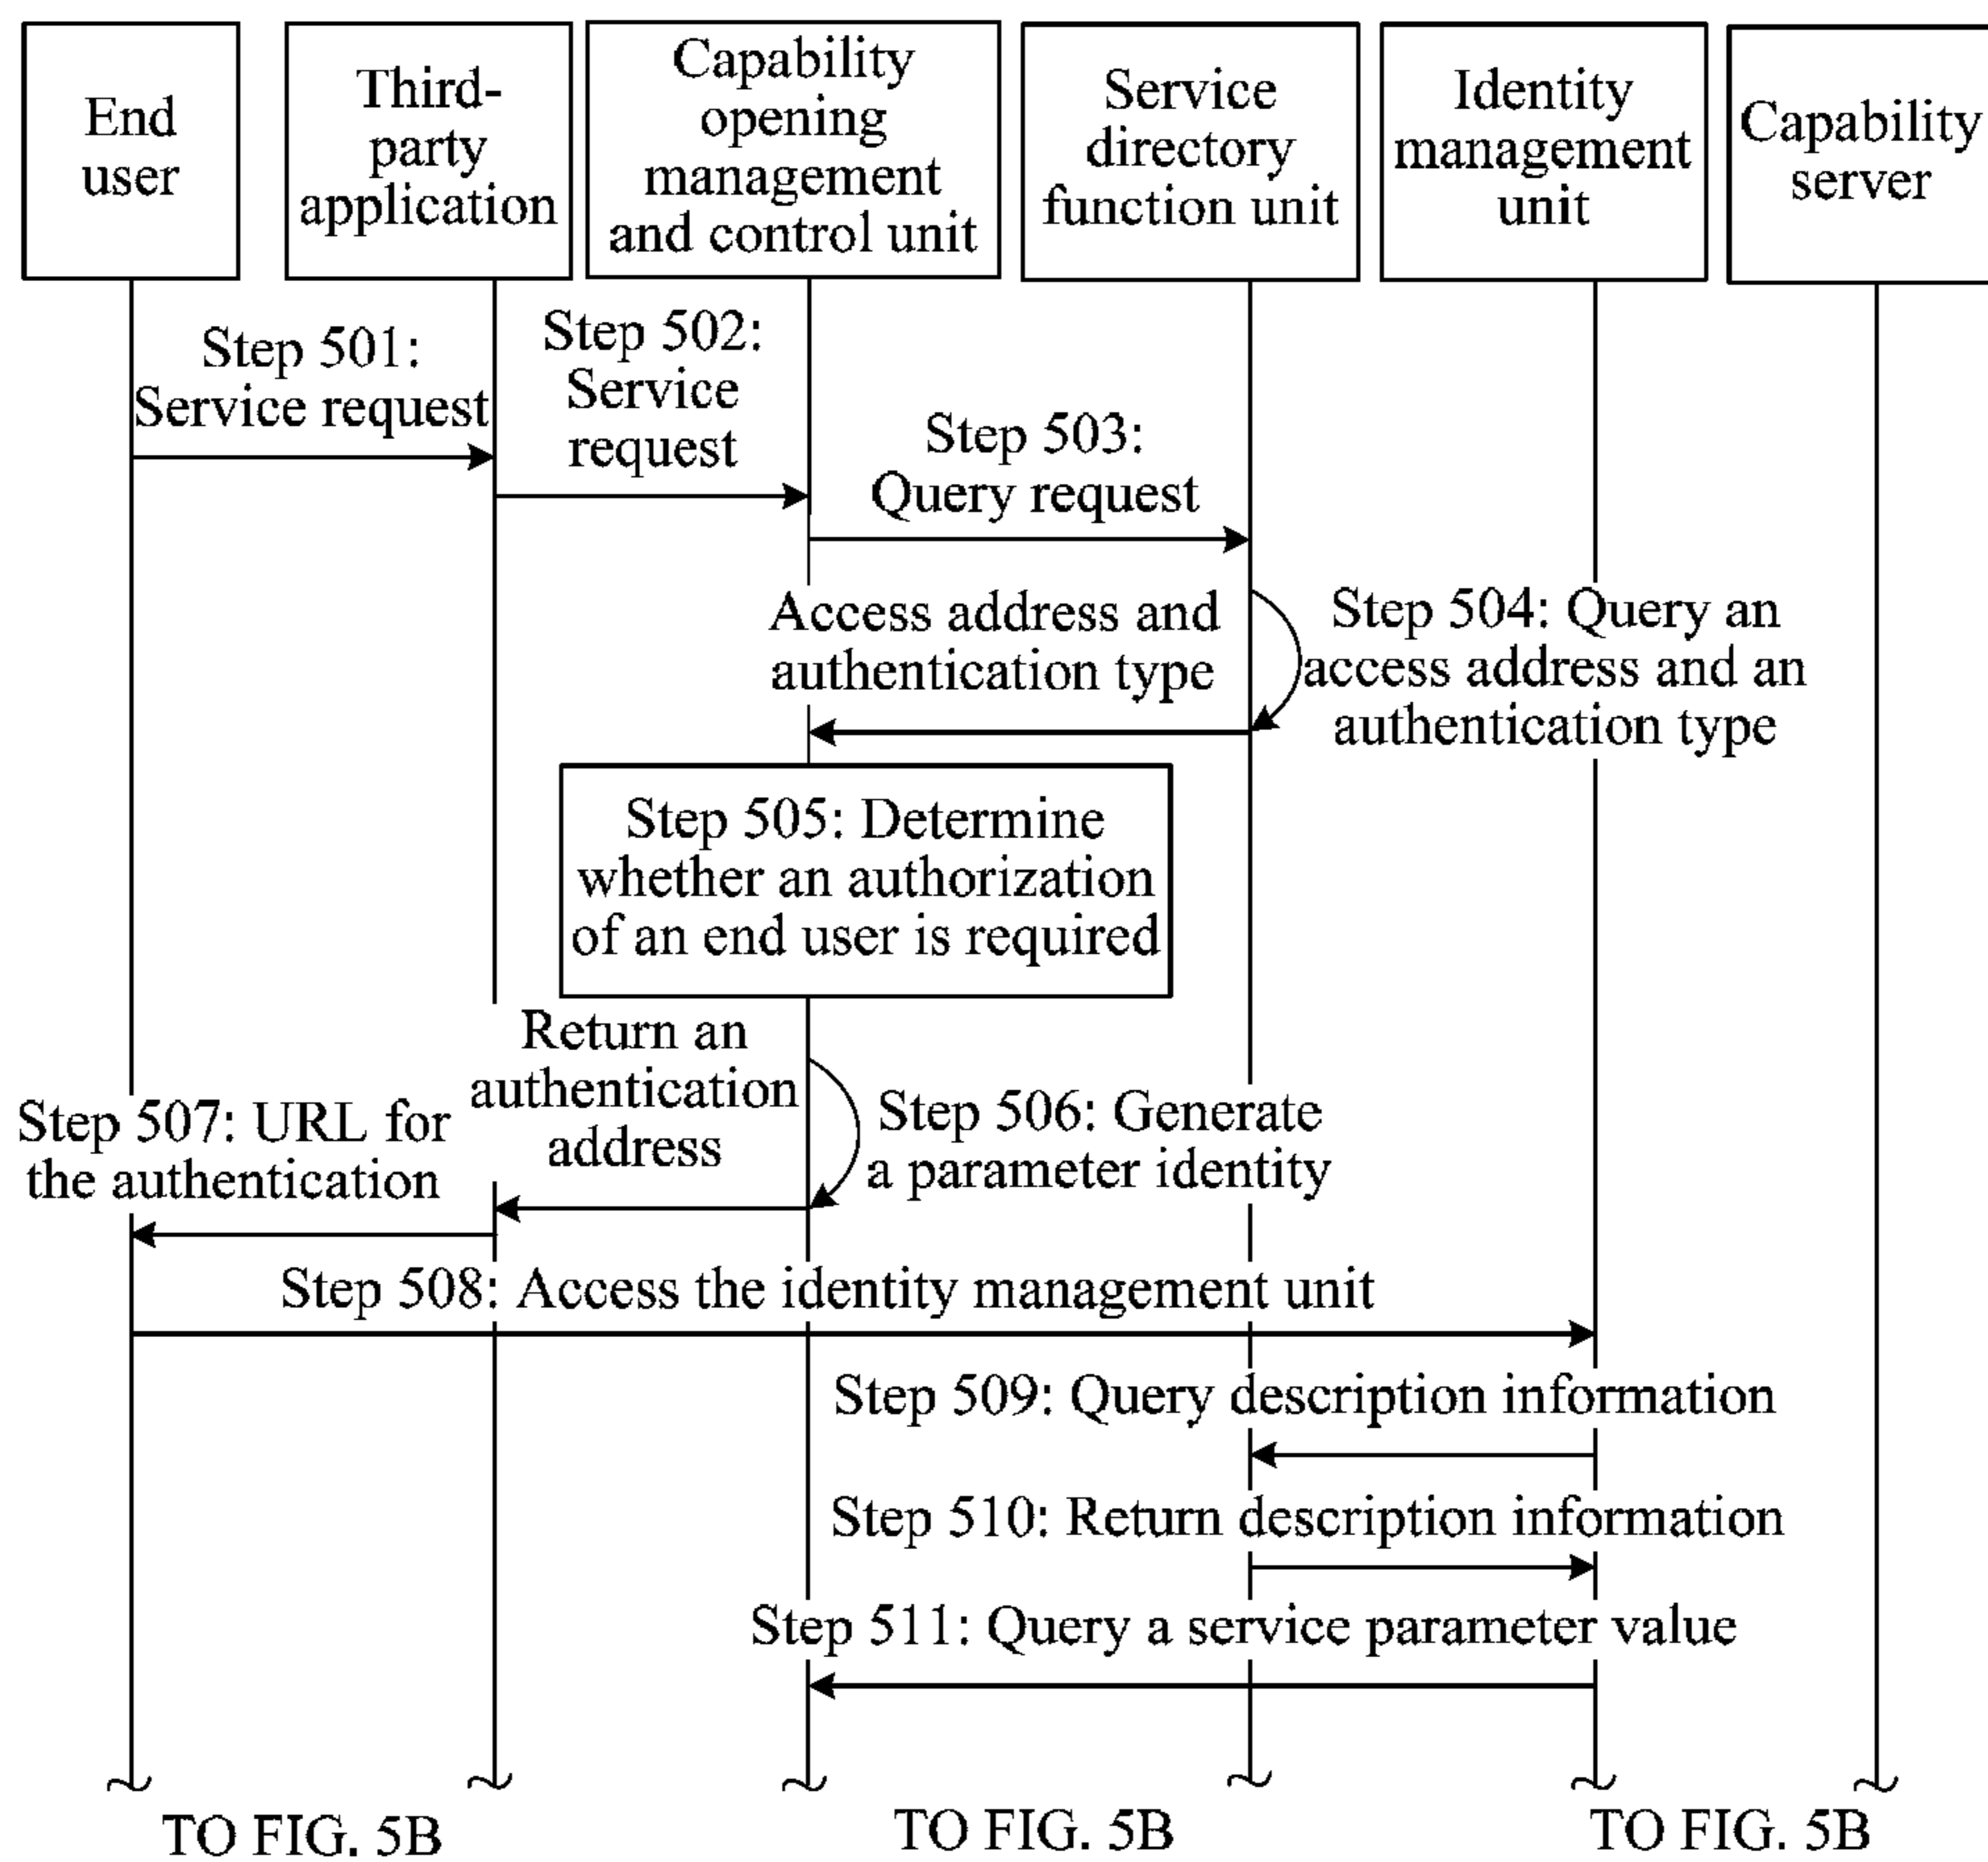 End
user
Third-
party
application
Capability
opening
management
and control unit
Service
directory
function unit
Identity
management
unit
Capability
server
Step 501:
Service request
Step 502:
Service
request
Step 503:
Query request
Access address and
authentication type
Step 504: Query an
access address and an
authentication type
Step 505: Determine
whether an authorization
of an end user is required
Return an
authentication
address
Step 506: Generate
a parameter identity
Step 507: URL for
the authentication
Step 508: Access the identity management unit
Step 509: Query description information
Step 510: Return description information
Step 511: Query a service parameter value
TO FIG. 5B
TO FIG. 5B
TO FIG. 5B